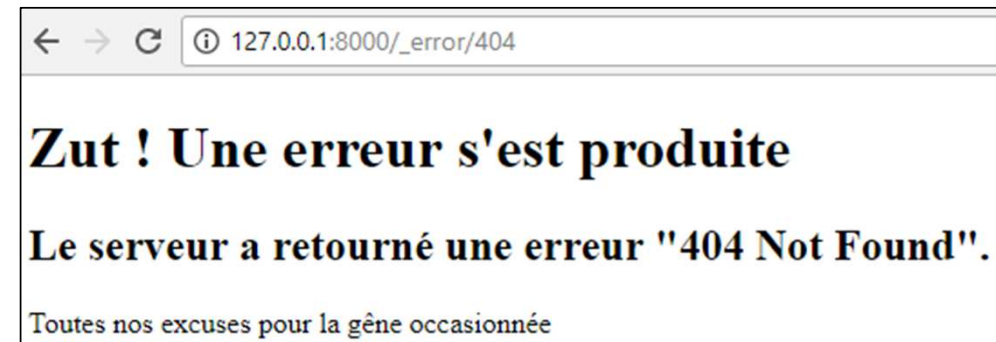 127.0.0.1:8000/_error/404
Zut ! Une erreur s'est produite
Le serveur a retourné une erreur "404 Not Found".
Toutes nos excuses pour la gêne occasionnée